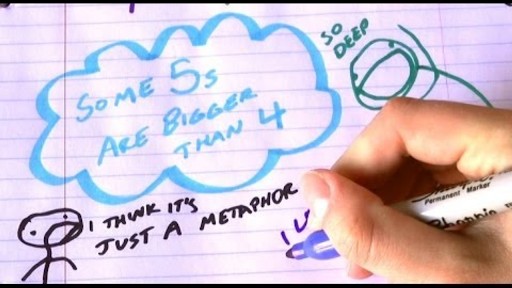 SOME 5s
ARE BIGGER
THAN 4
SO
DEEP
I THINK IT'S
JUST A METAPHOR
I
Permanent Marker